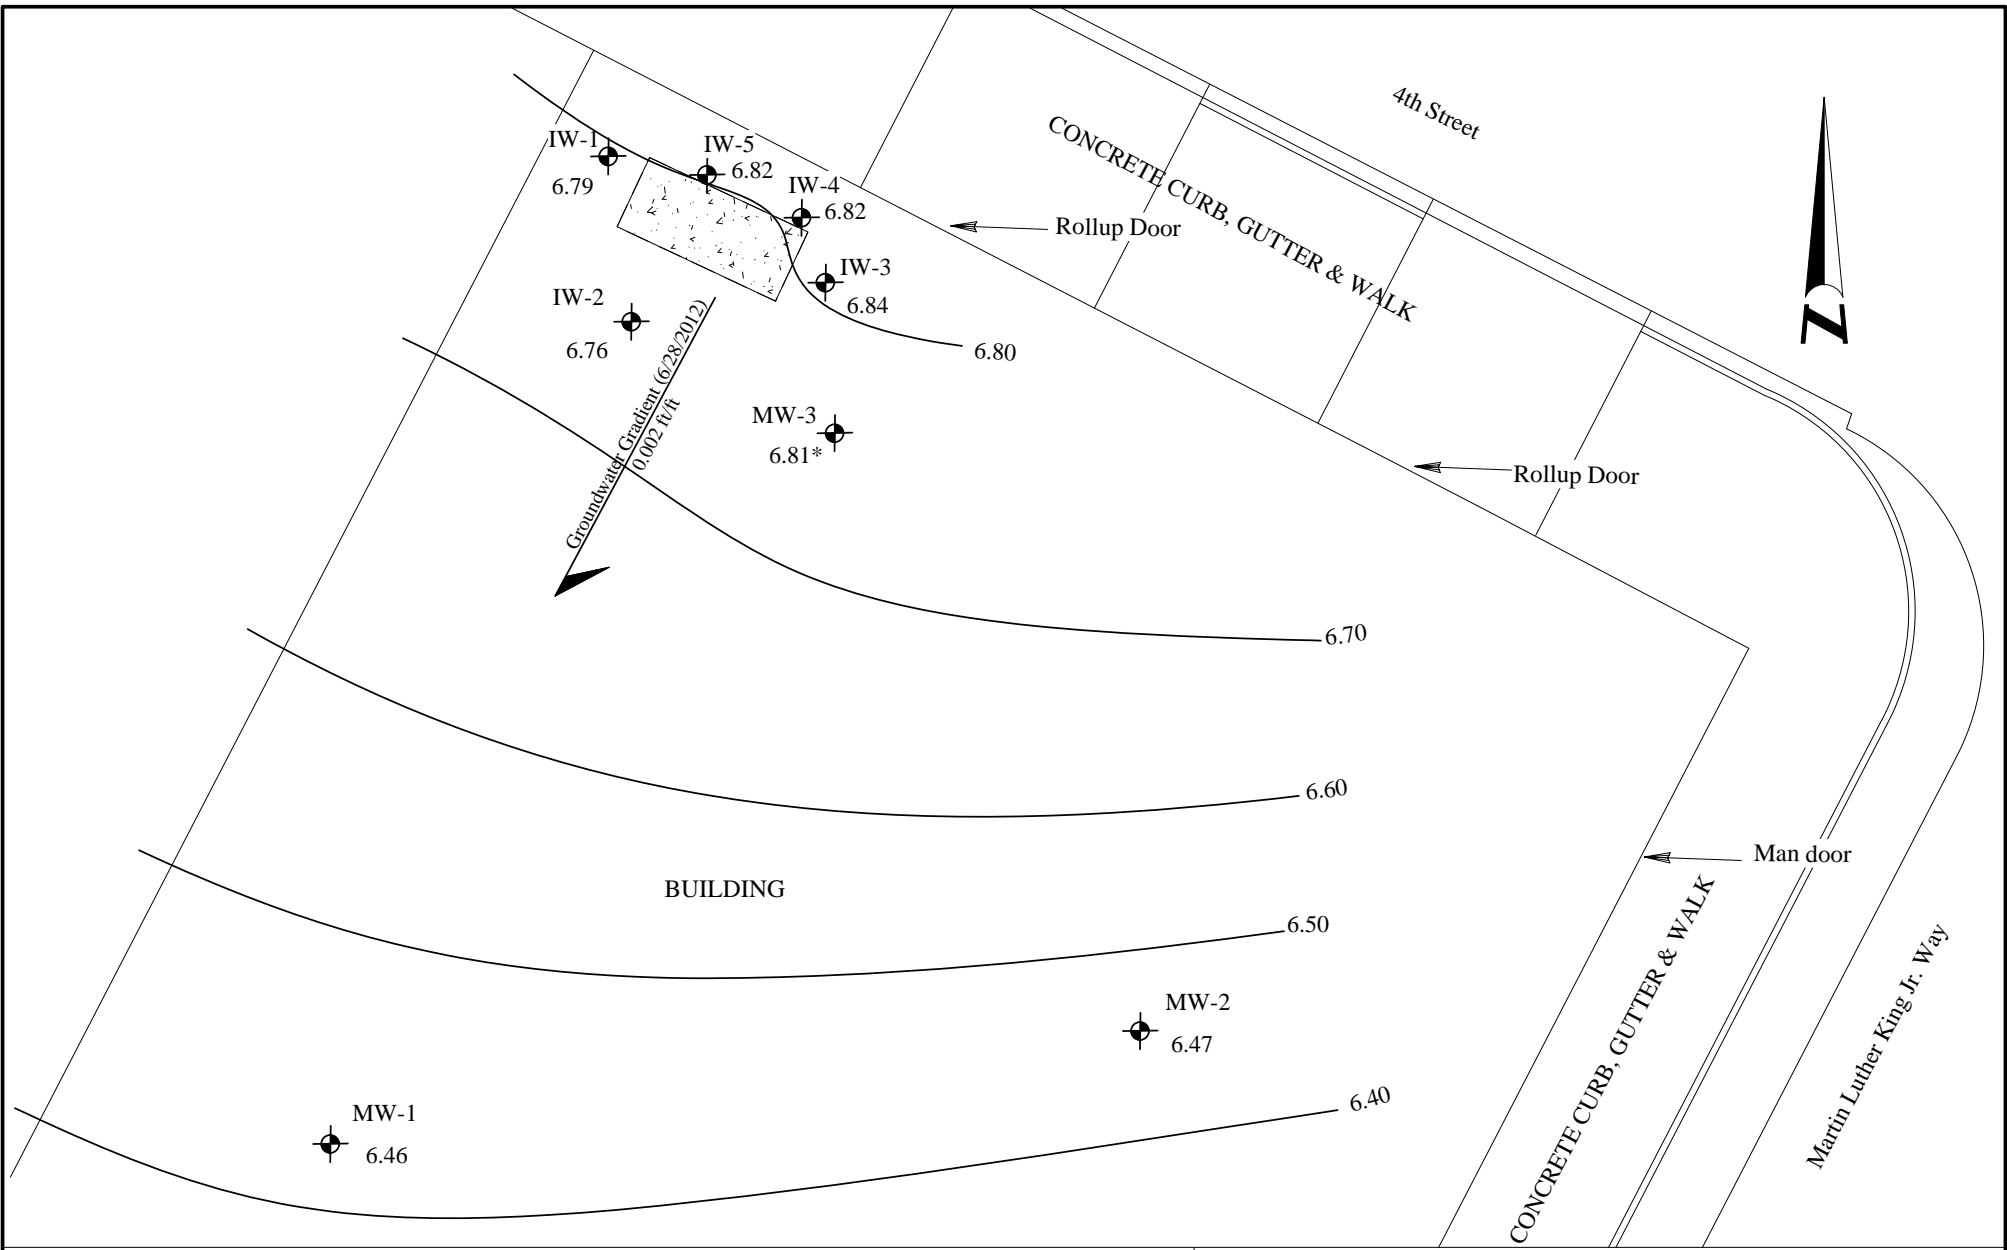 4th Street
CONCRETE CURB, GUTTER & WALK
IW-1
6.79
IW-5
6.82
IW-4
6.82
Rollup Door
IW-3
6.84
IW-2
6.76
6.80
Groundwater Gradient (6/28/2012)
0.002 ft/ft
MW-3
6.81*
N
Rollup Door
6.70
6.60
Man door
BUILDING
6.50
CONCRETE CURB, GUTTER & WALK
Martin Luther King Jr. Way
MW-2
6.47
6.40
MW-1
6.46